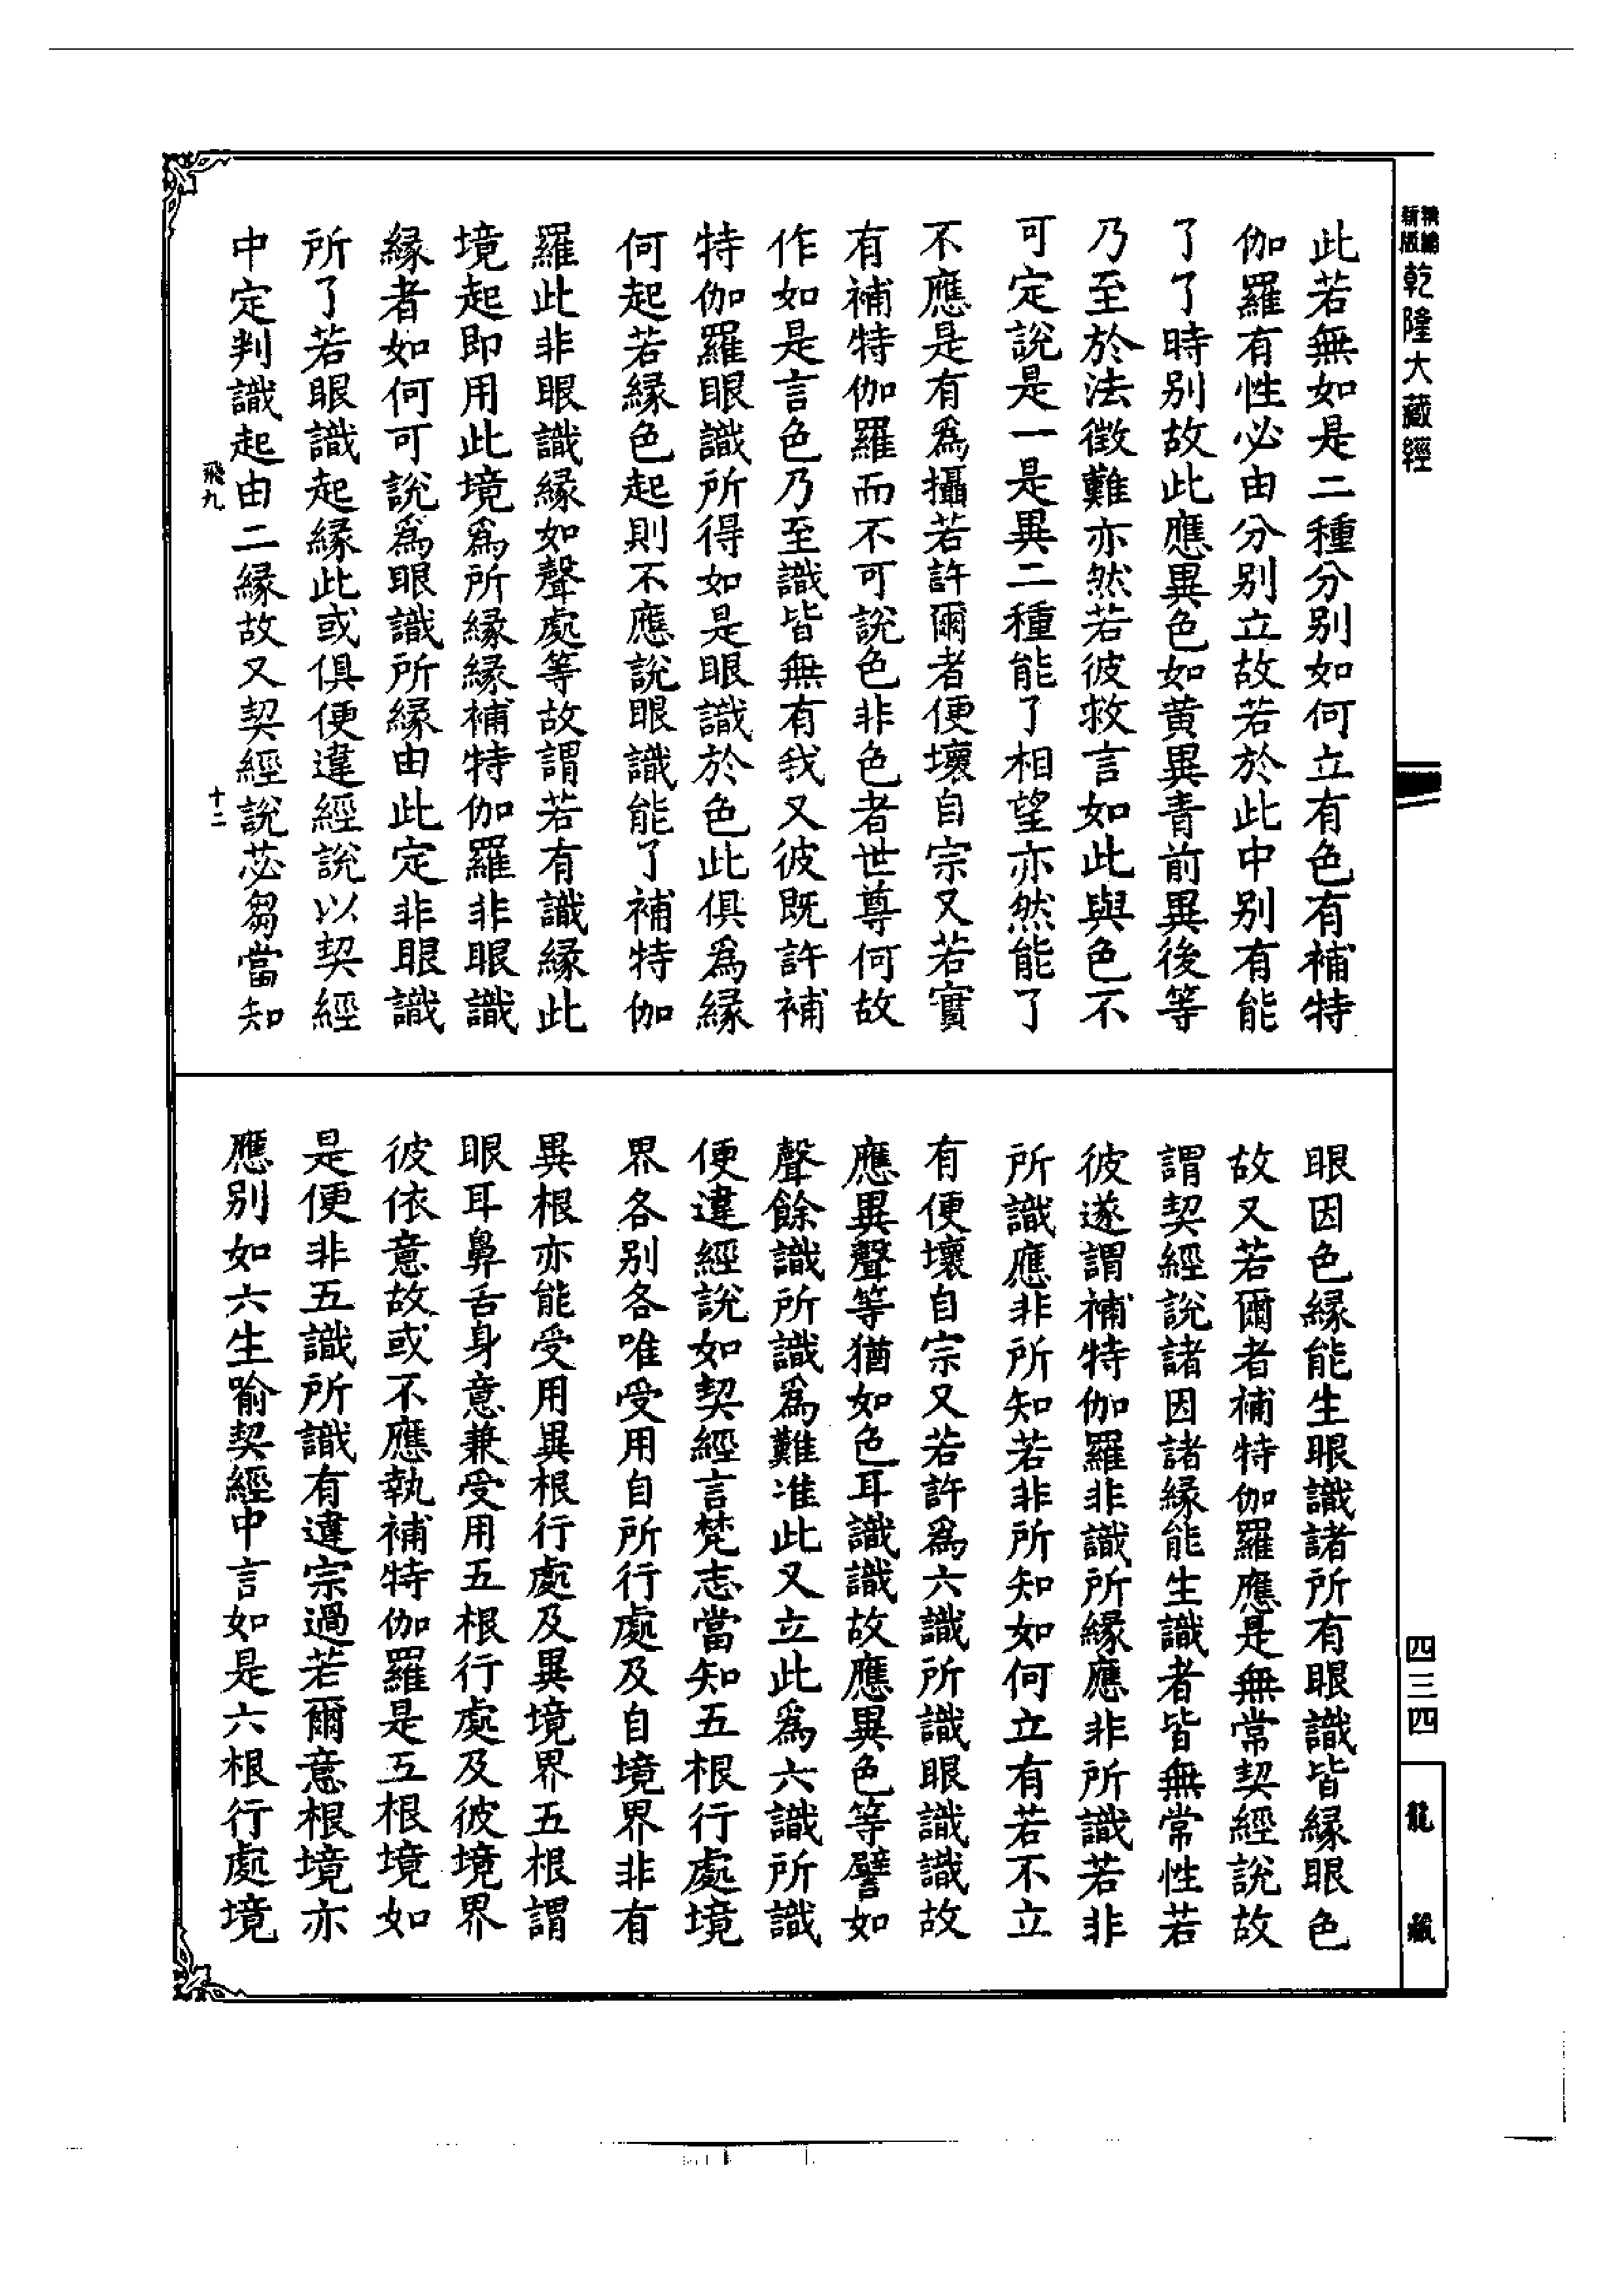 新版精編
乾隆大藏經
四三四
龍藏
此若無如是二種分別如何立有色有補特
伽羅有性必由分別立故若於此中別有能
了了時別故此應異色如黄異青前異後等
乃至於法徵難亦然若彼救言如此與色不
可定說是一是異二種能了相望亦然能了
不應是有爲攝若許爾者便壞自宗又若實
有補特伽羅而不可說色非色者世尊何故
作如是言色乃至識皆無有我又彼既許補
特伽羅眼識所得如是眼識於色此俱爲緣
何起若緣色起則不應說眼識能了補特伽
羅此非眼識緣如聲處等故謂若有識緣此
境起即用此境爲所緣緣補特伽羅非眼識
緣者如何可說爲眼識所緣由此定非眼識
所了若眼識起緣此或俱便違經說以契經
中定判識起由二緣故又契經說苾芻當知
飛九
十二
眼因色緣能生眼識諸所有眼識皆緣眼色
故又若爾者補特伽羅應是無常契經說故
謂契經說諸因諸緣能生識者皆無常性若
彼遂謂補特伽羅非識所緣應非所識若非
所識應非所知若非所知如何立有若不立
有便壞自宗又若許爲六識所識眼識識故
應異聲等猶如色耳識識故應異色等譬如
聲餘識所識爲難准此又立此爲六識所識
便違經說如契經言梵志當知五根行處境
界各別各唯受用自所行處及自境界非有
異根亦能受用異根行處及異境界五根謂
眼耳鼻舌身意兼受用五根行處及彼境界
彼依意故或不應執補特伽羅是五根境如
是便非五識所識有違宗過若爾意根境亦
應別如六生喻契經中言如是六根行處境